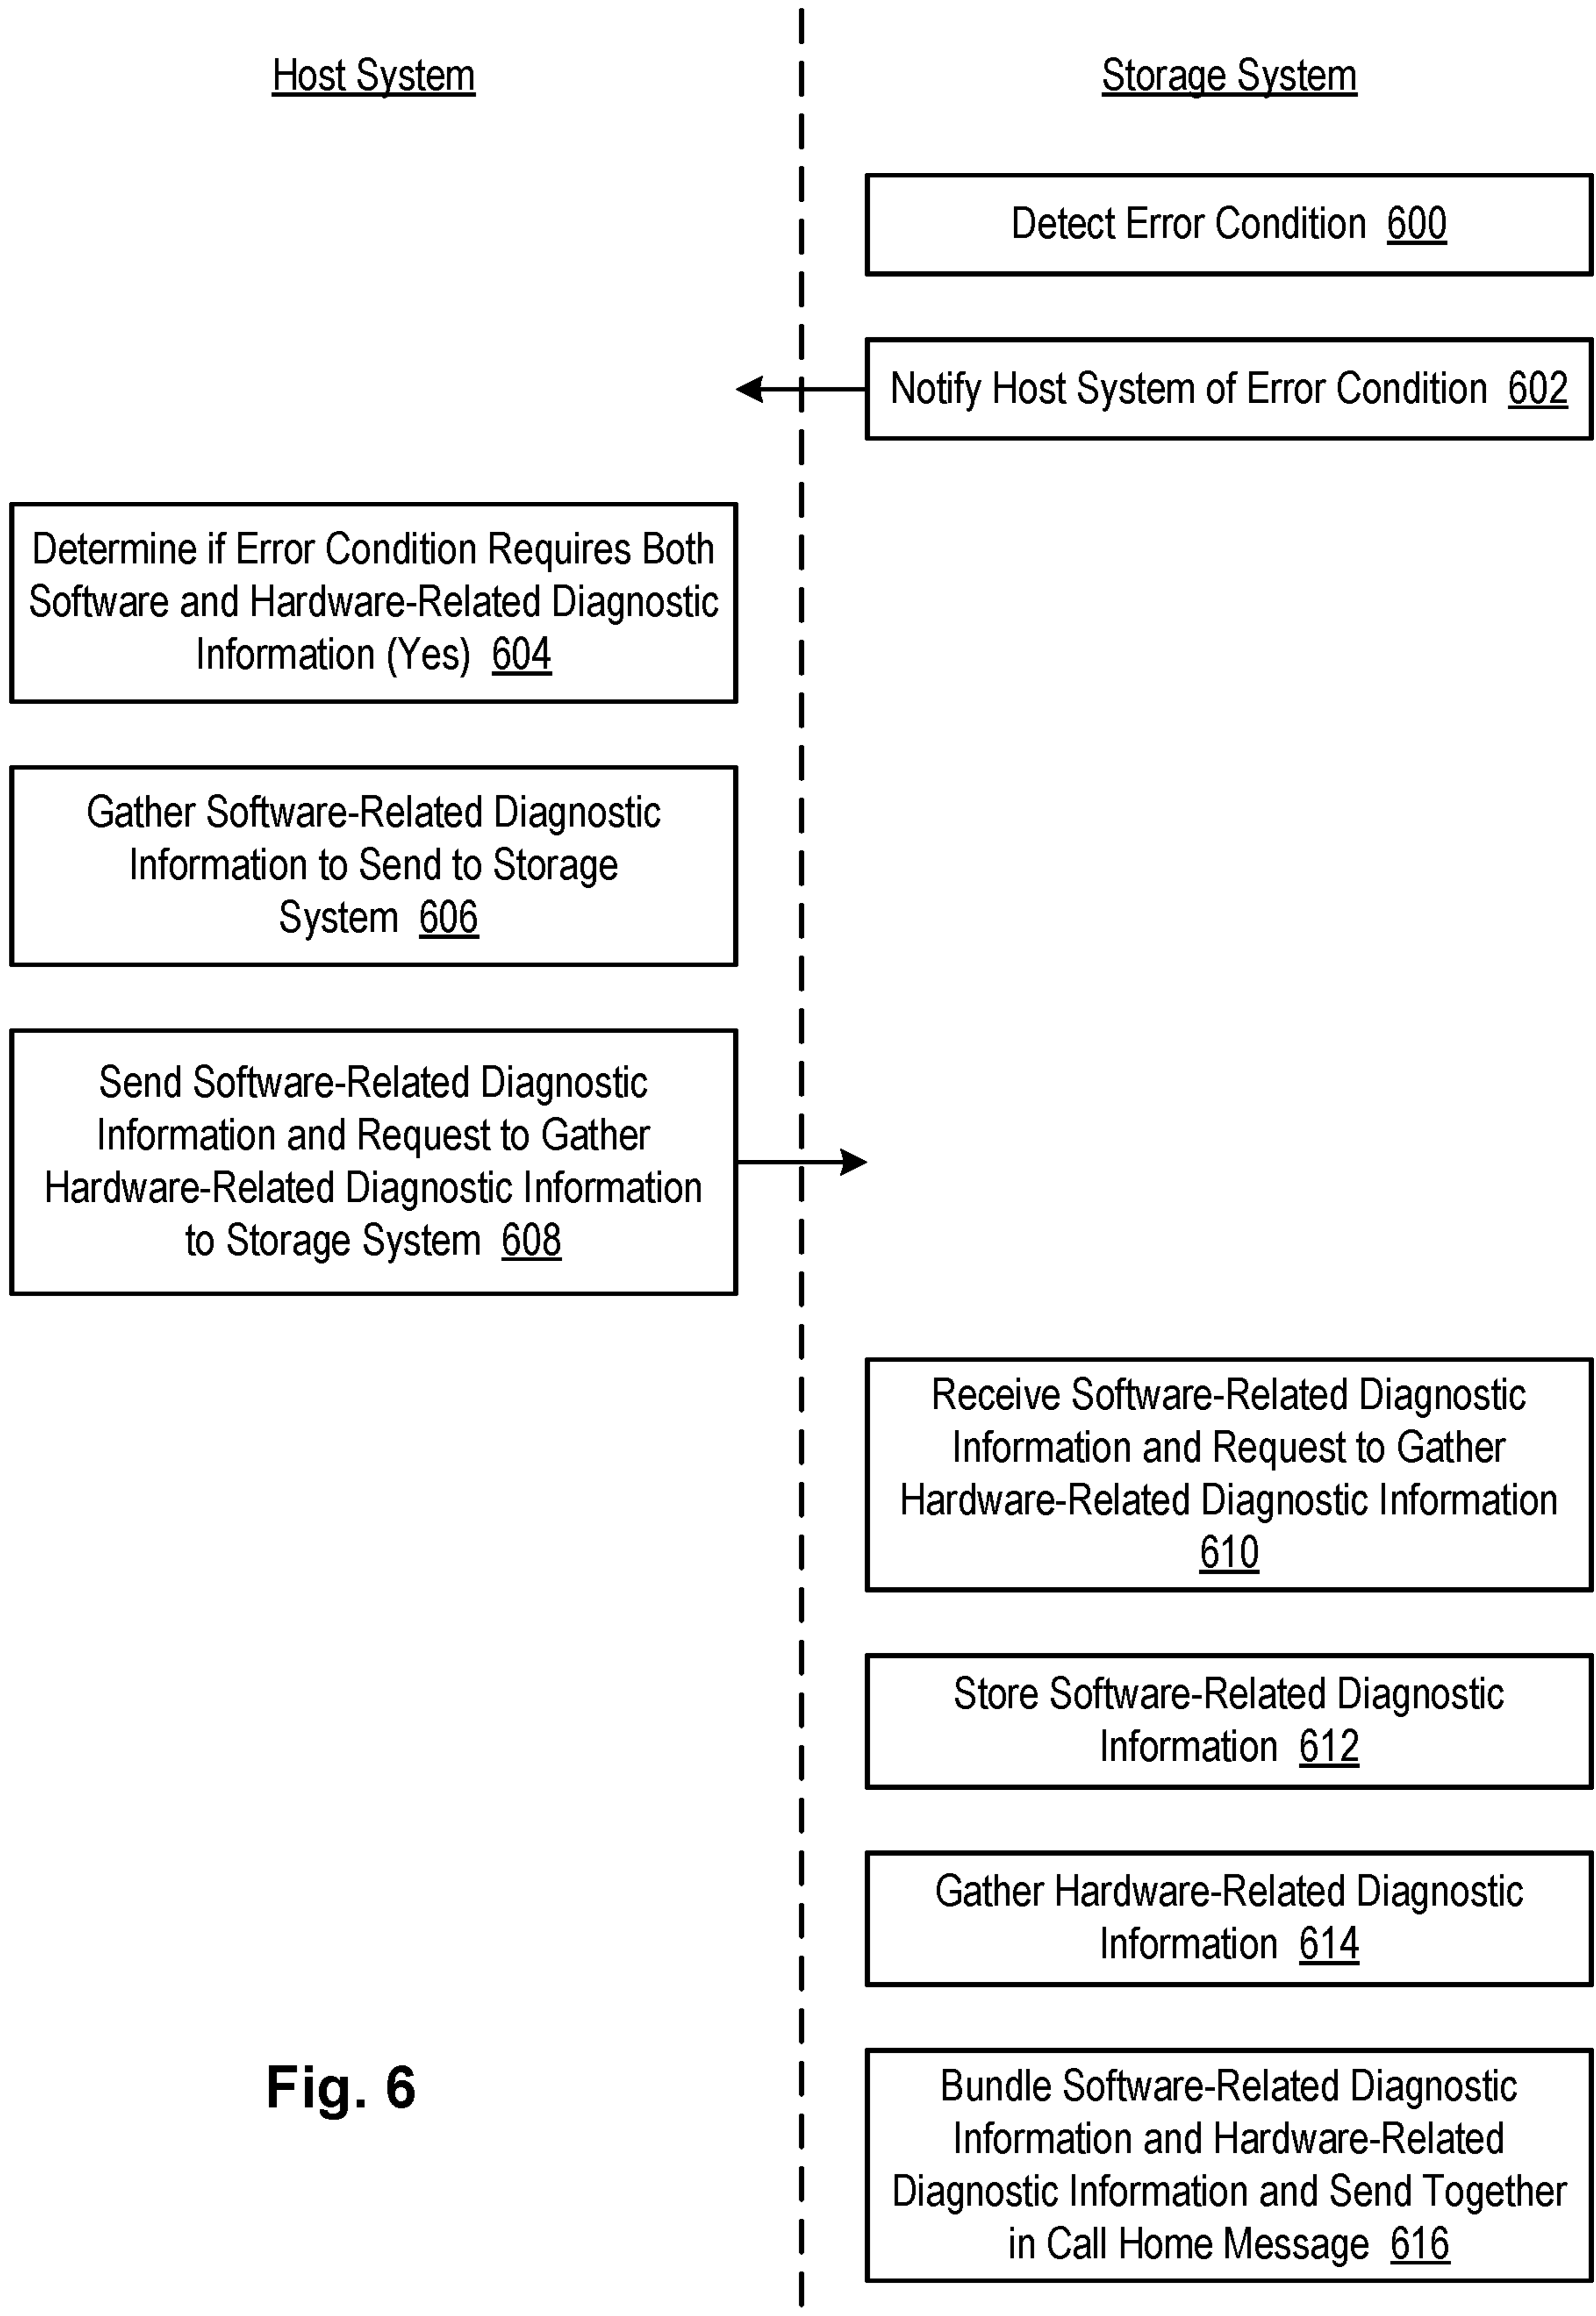 Host System
Storage System
Detect Error Condition 600
Notify Host System of Error Condition 602
Determine if Error Condition Requires Both
Software and Hardware-Related Diagnostic
Information (Yes) 604
Gather Software-Related Diagnostic
Information to Send to Storage
System 606
Send Software-Related Diagnostic
Information and Request to Gather
Hardware-Related Diagnostic Information
to Storage System 608
Receive Software-Related Diagnostic
Information and Request to Gather
Hardware-Related Diagnostic Information
610
Store Software-Related Diagnostic
Information 612
Gather Hardware-Related Diagnostic
Information 614
Bundle Software-Related Diagnostic
Information and Hardware-Related
Diagnostic Information and Send Together
in Call Home Message 616
Fig. 6